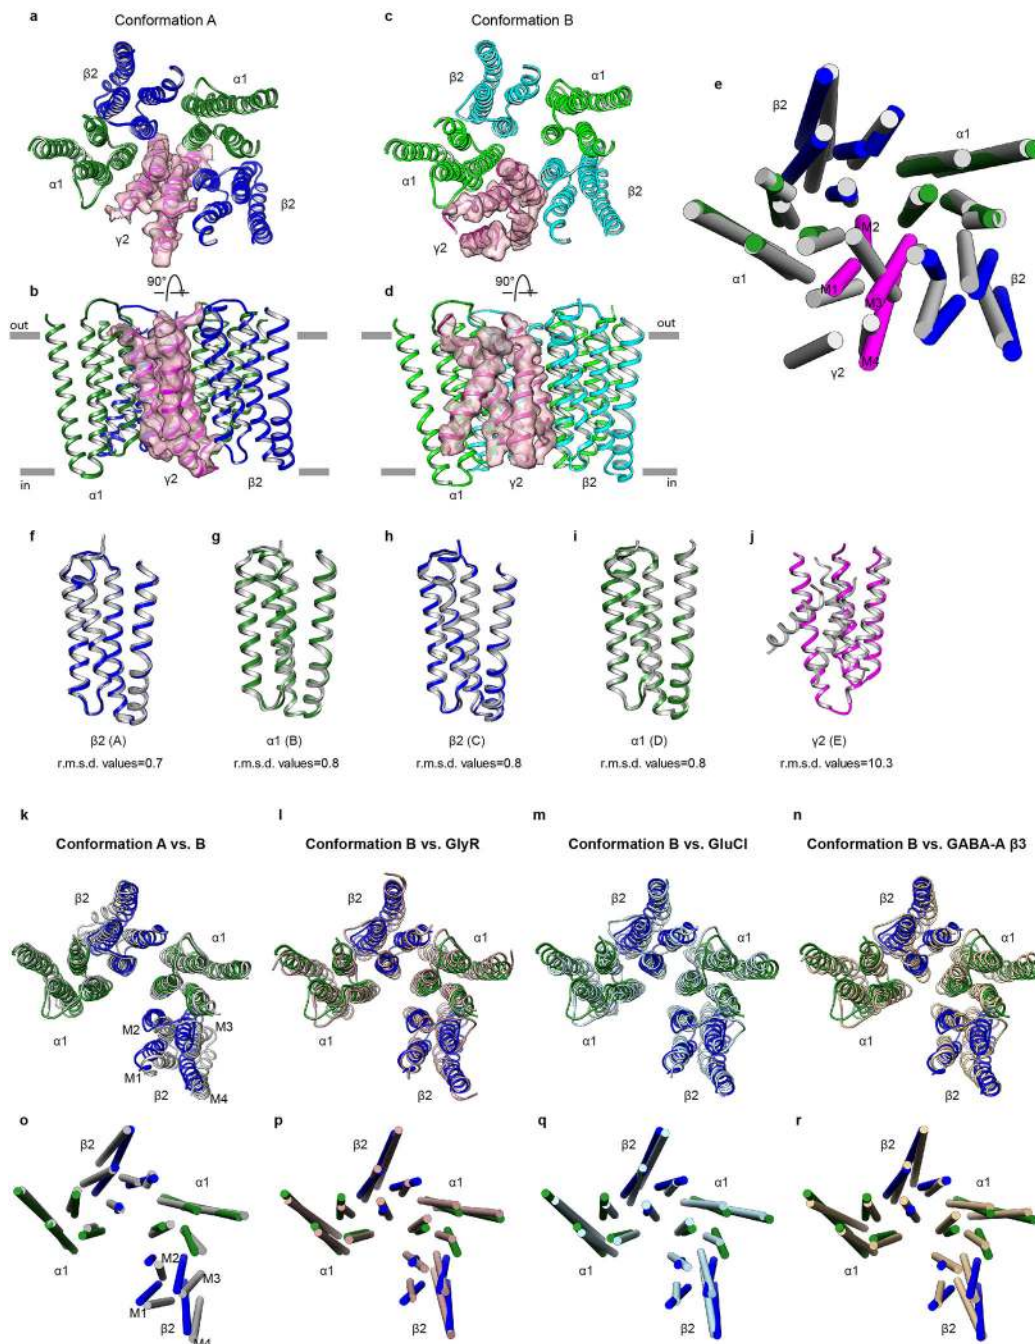 a
Conformation A
β2
α1
α1
β2
γ2
c
Conformation B
β2
α1
α1
β2
γ2
e
β2
α1
M2
M1
M3
α1
β2
M4
γ2
b
90°
out
in
α1
γ2
β2
d
90°
out
in
α1
γ2
β2
f
β2 (A)
r.m.s.d. values=0.7
g
α1 (B)
r.m.s.d. values=0.8
h
β2 (C)
r.m.s.d. values=0.8
i
α1 (D)
r.m.s.d. values=0.8
j
γ2 (E)
r.m.s.d. values=10.3
k
Conformation A vs. B
β2
α1
α1
M2
M3
M1
β2
M4
l
Conformation B vs. GlyR
β2
α1
α1
β2
m
Conformation B vs. GluCl
β2
α1
α1
β2
n
Conformation B vs. GABA-A β3
β2
α1
α1
β2
o
β2
α1
α1
M2
M3
M1
β2
M4
p
β2
α1
α1
β2
q
β2
α1
α1
β2
r
β2
α1
α1
β2